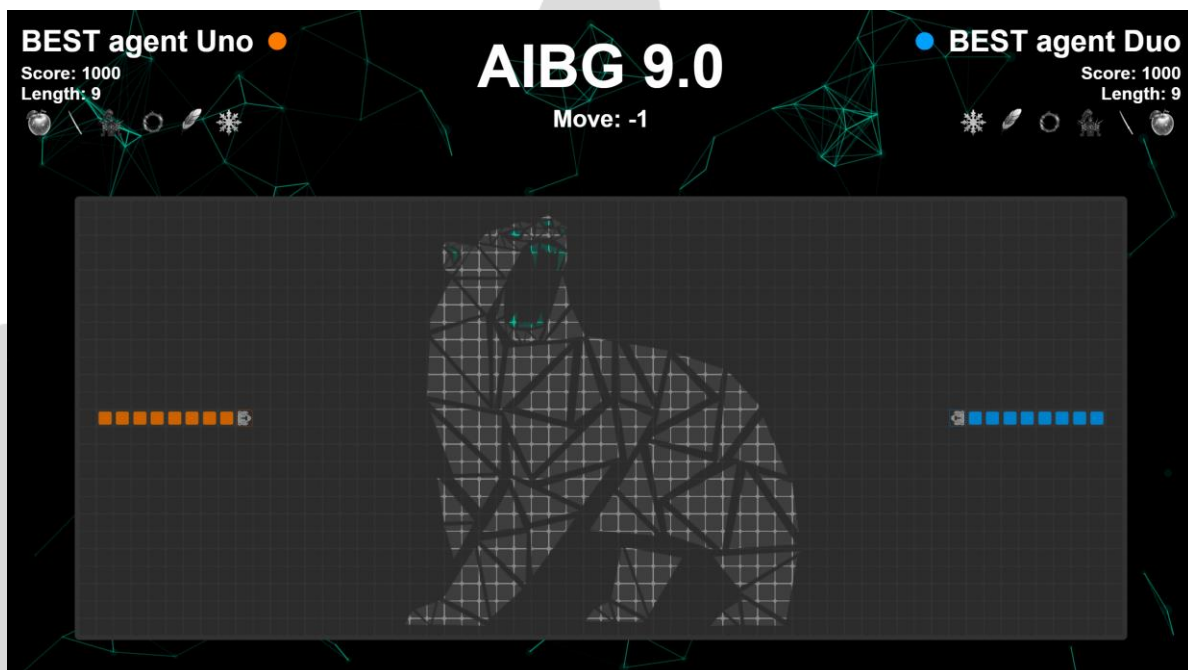 BEST agent Uno
Score: 1000
Length: 9
AIBG 9.0
Move: -1
BEST agent Duo
Score: 1000
Length: 9